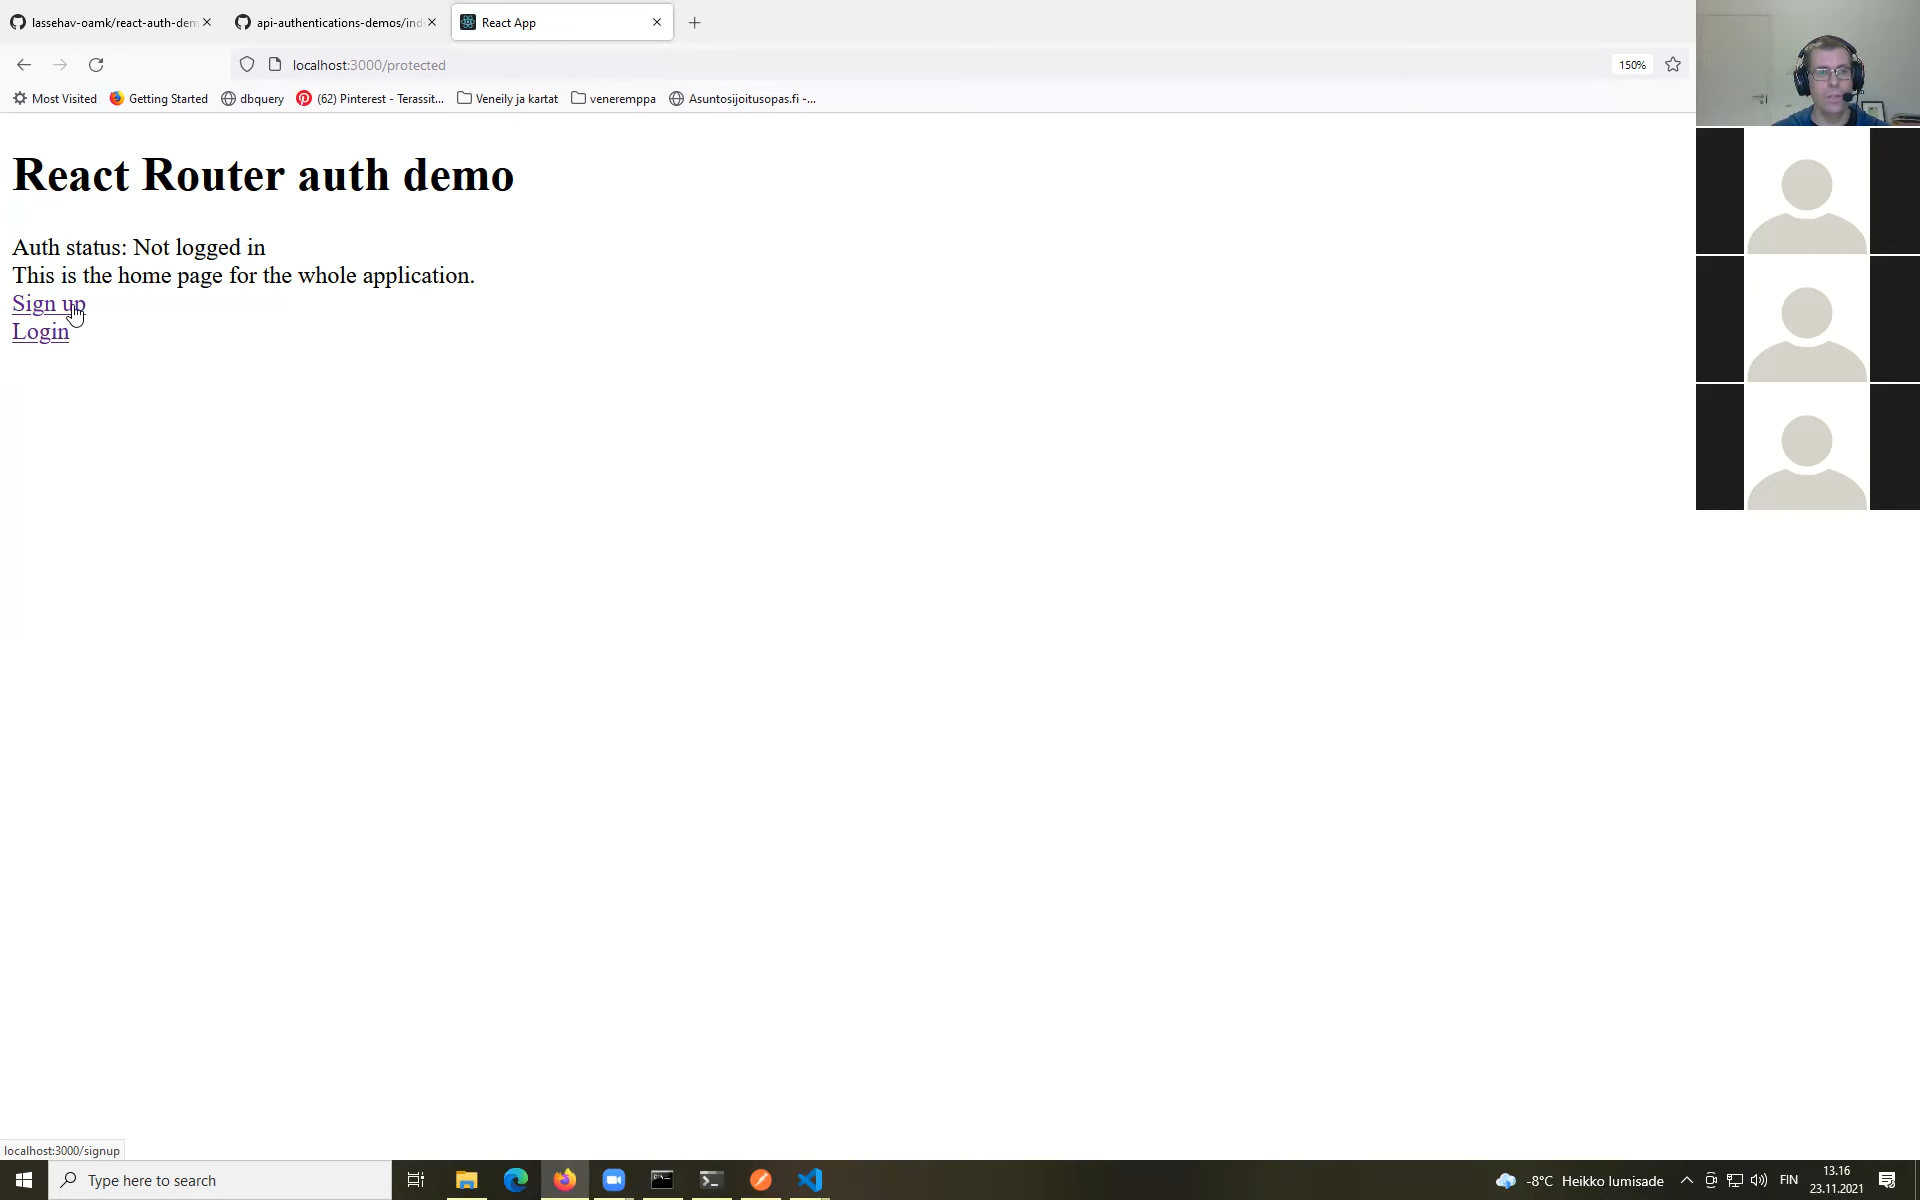 lassehav-oamk/react-auth-dem
api-authentications-demos/ind
React App
localhost:3000/protected
150%
Most Visited
Getting Started
dbquery
(62) Pinterest - Terassit...
Veneily ja kartat
veneremppa
Asuntosijoitusopas.fi -...
React Router auth demo
Auth status: Not logged in
This is the home page for the whole application.
Sign up
Login
localhost:3000/signup
Type here to search
-8°C Heikko lumisade
FIN
13.16
23.11.2021